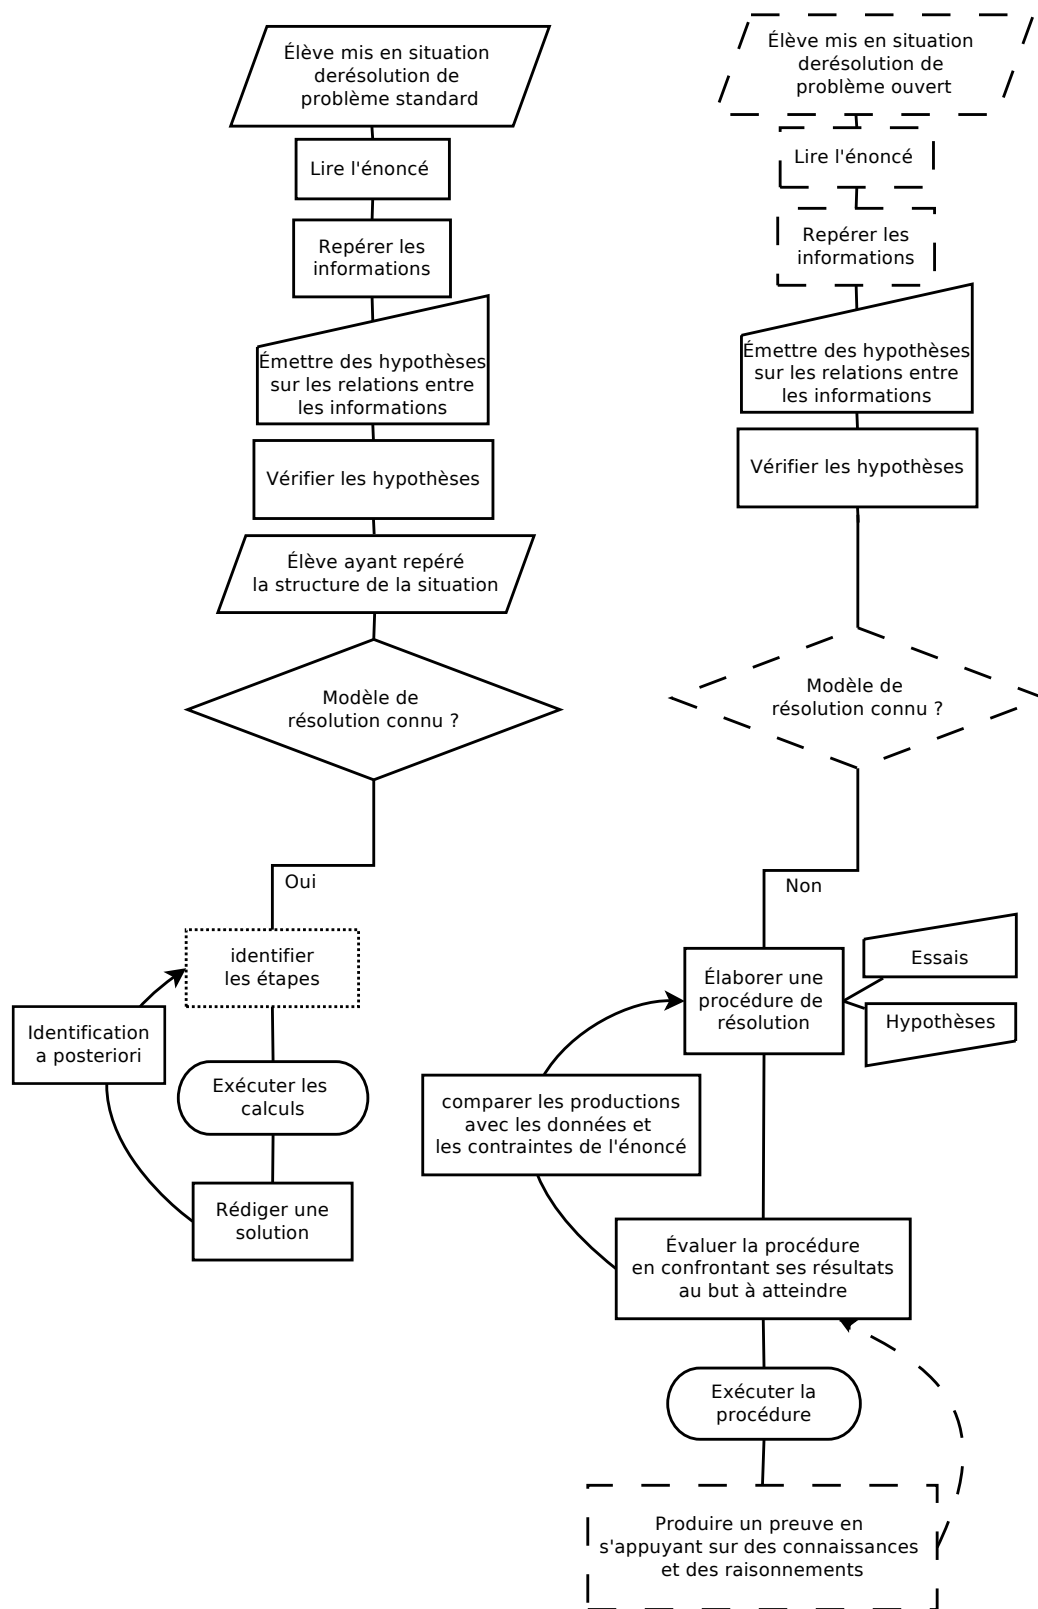 Élève mis en situation
derésolution de
problème standard
Lire l'énoncé
Repérer les
informations
Émettre des hypothèses
sur les relations entre
les informations
Vérifier les hypothèses
Élève ayant repéré
la structure de la situation
Modèle de
résolution connu ?
Oui
identifier
les étapes
Identification
a posteriori
Exécuter les
calculs
Rédiger une
solution
Élève mis en situation
derésolution de
problème ouvert
Lire l'énoncé
Repérer les
informations
Émettre des hypothèses
sur les relations entre
les informations
Vérifier les hypothèses
Modèle de
résolution connu ?
Non
Élaborer une
procédure de
résolution
Essais
Hypothèses
comparer les productions
avec les données et
les contraintes de l'énoncé
Évaluer la procédure
en confrontant ses résultats
au but à atteindre
Exécuter la
procédure
Produire un preuve en
s'appuyant sur des connaissances
et des raisonnements